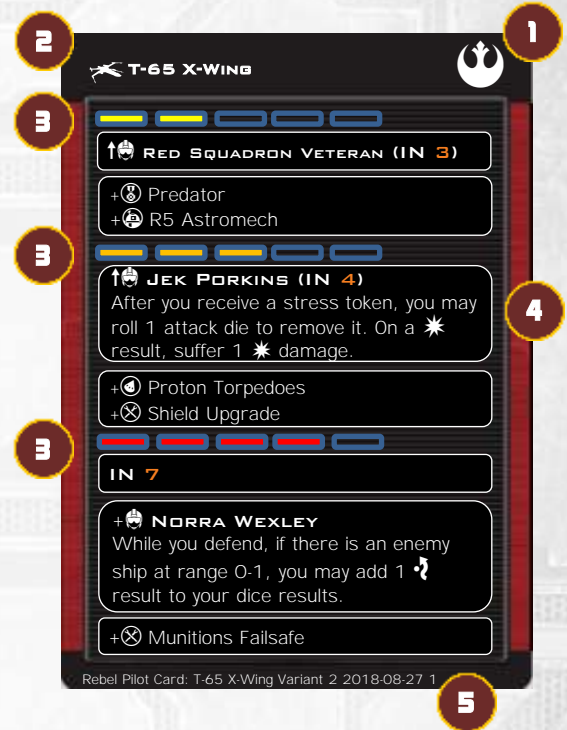 1
2
T-65 X-Wing
3
Red Squadron Veteran (IN 3)
+ Predator
+ R5 Astromech
3
Jek Porkins (IN 4)
After you receive a stress token, you may
roll 1 attack die to remove it. On a
result, suffer 1 damage.
4
+ Proton Torpedoes
+ Shield Upgrade
3
IN 7
+ Norra Wexley
While you defend, if there is an enemy
ship at range 0-1, you may add 1
result to your dice results.
+ Munitions Failsafe
Rebel Pilot Card: T-65 X-Wing Variant 2 2018-08-27 1
5